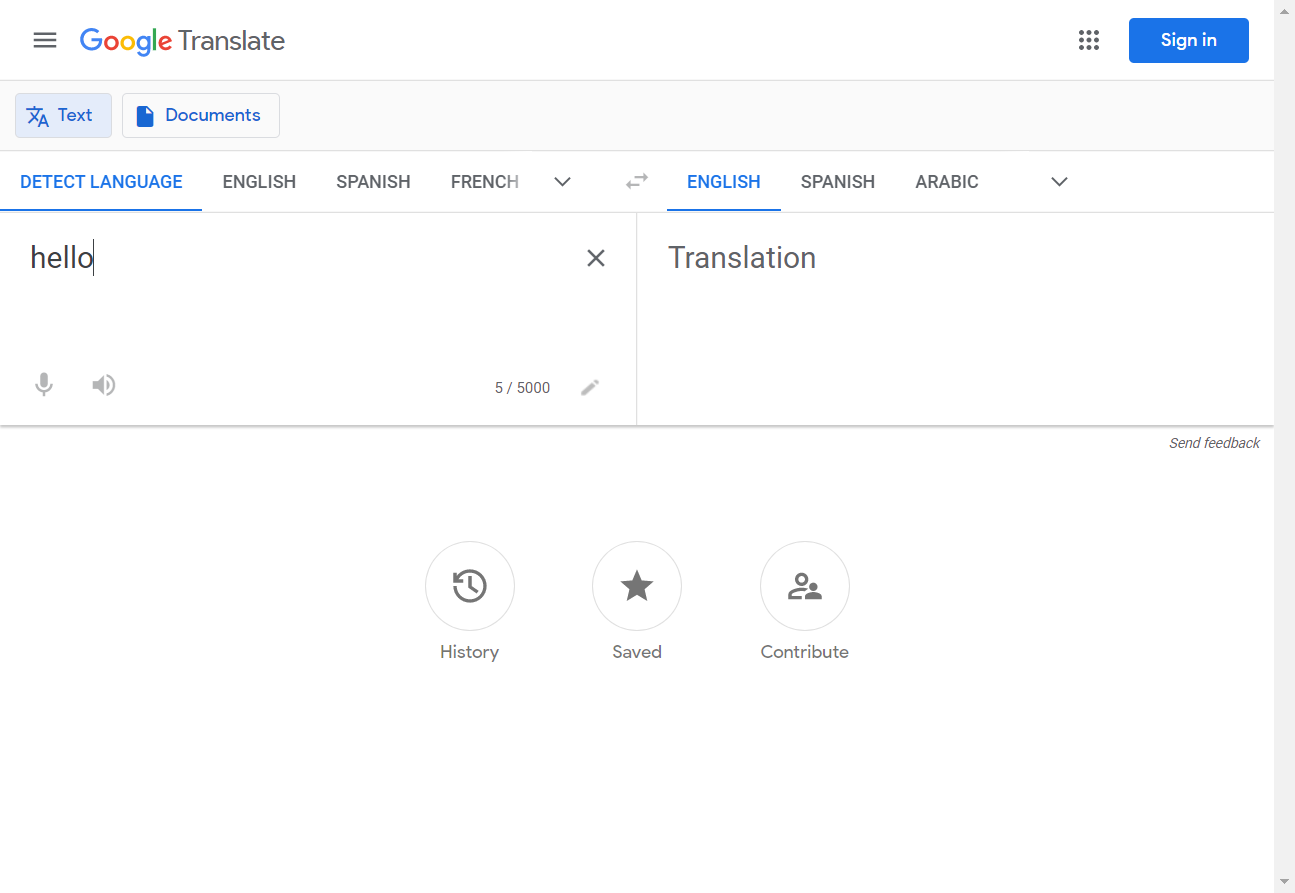 Google Translate
Sign in
Text
Documents
DETECT LANGUAGE ENGLISH SPANISH FRENCH
ENGLISH SPANISH ARABIC
hello
Translation
5 / 5000
Send feedback
History
Saved
Contribute